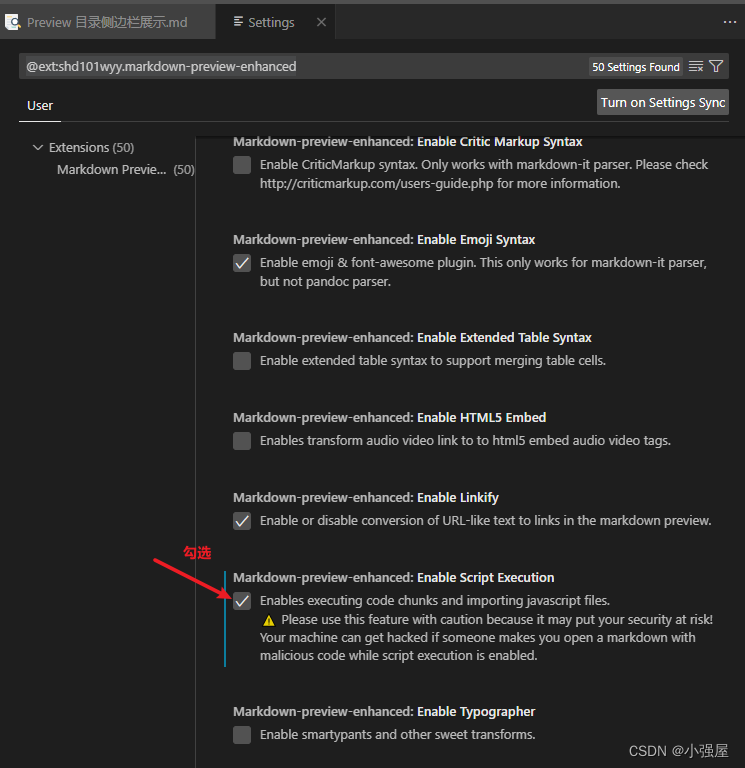 Preview 目录侧边栏展示.md
Settings
@ext:shd101wyy.markdown-preview-enhanced
50 Settings Found
User
Turn on Settings Sync
Extensions (50)
Markdown Previe... (50)
Markdown-preview-enhanced: Enable Critic Markup Syntax
Enable CriticMarkup syntax. Only works with markdown-it parser. Please check
http://criticmarkup.com/users-guide.php for more information.
Markdown-preview-enhanced: Enable Emoji Syntax
Enable emoji & font-awesome plugin. This only works for markdown-it parser,
but not pandoc parser.
Markdown-preview-enhanced: Enable Extended Table Syntax
Enable extended table syntax to support merging table cells.
Markdown-preview-enhanced: Enable HTML5 Embed
Enables transform audio video link to to html5 embed audio video tags.
Markdown-preview-enhanced: Enable Linkify
Enable or disable conversion of URL-like text to links in the markdown preview.
勾选
Markdown-preview-enhanced: Enable Script Execution
Enables executing code chunks and importing javascript files.
⚠ Please use this feature with caution because it may put your security at risk!
Your machine can get hacked if someone makes you open a markdown with
malicious code while script execution is enabled.
Markdown-preview-enhanced: Enable Typographer
Enable smartypants and other sweet transforms.
CSDN @小强屋